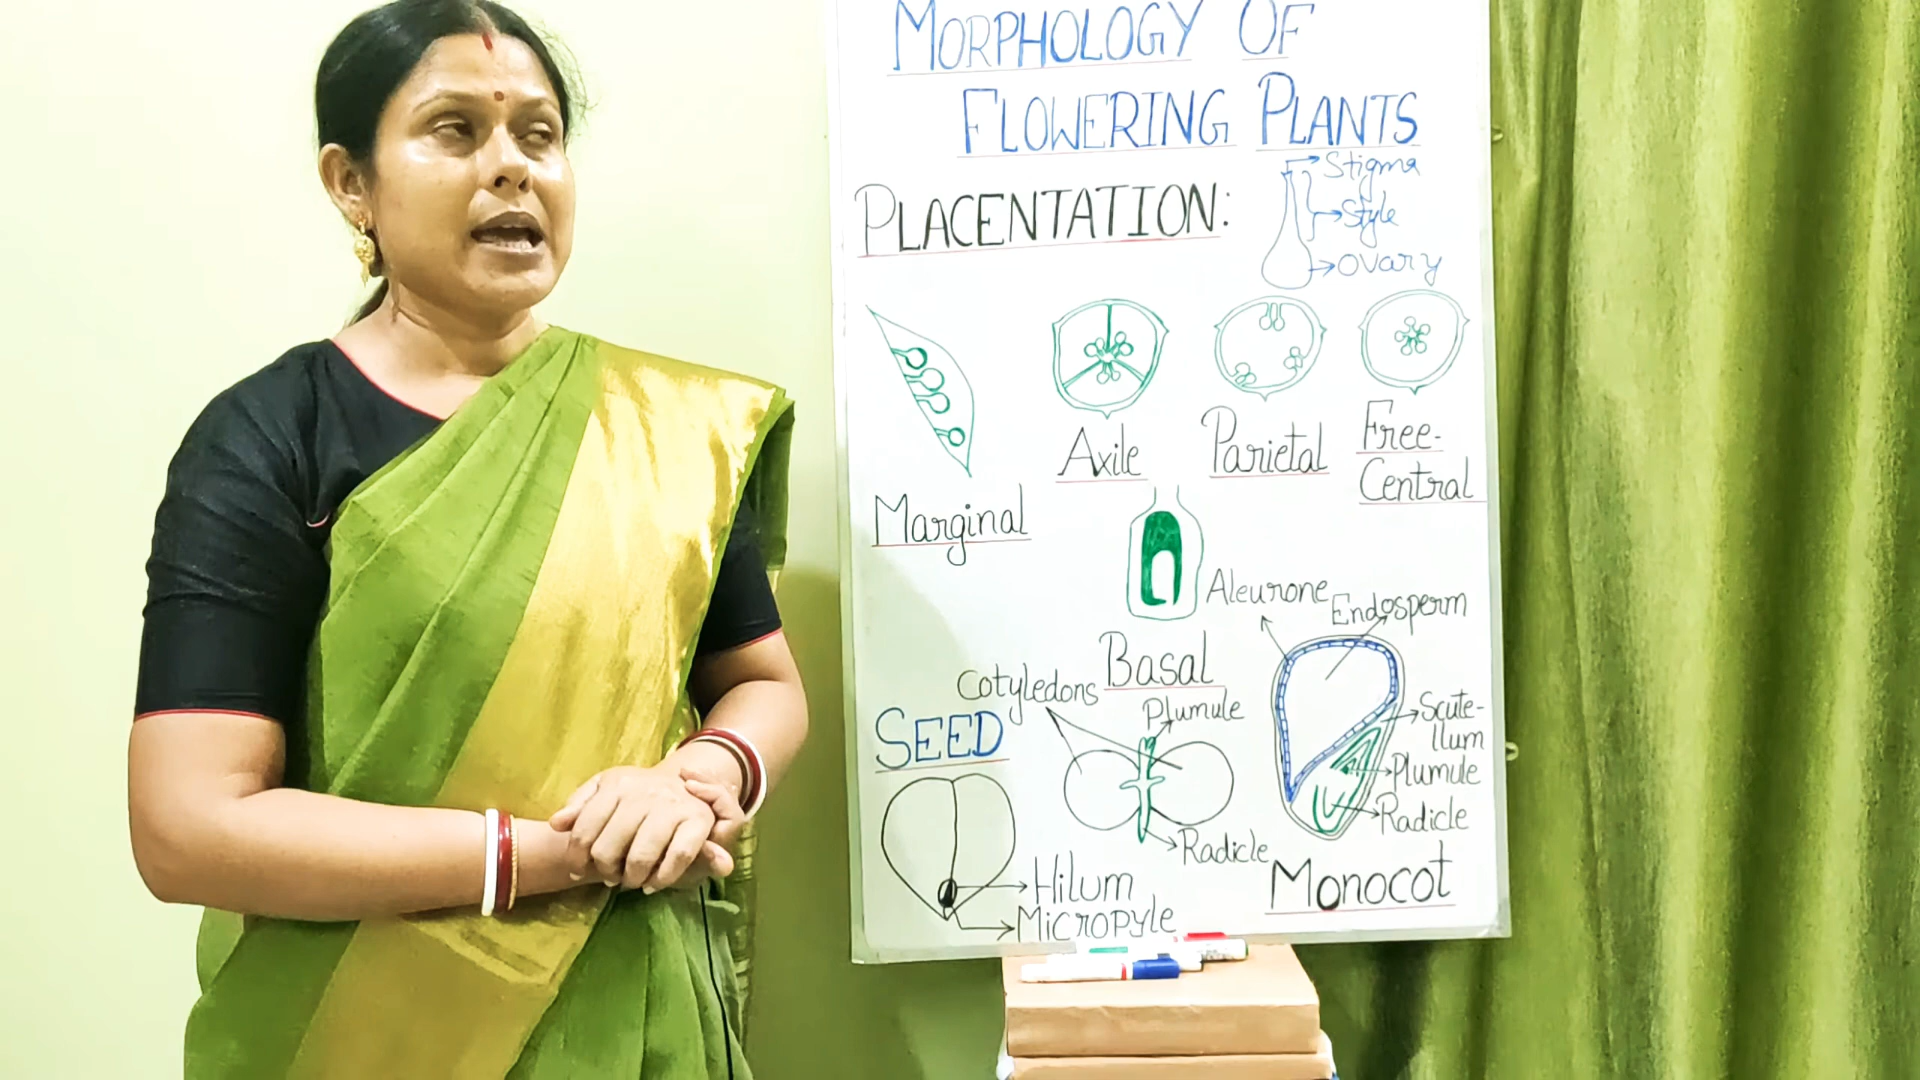 MORPHOLOGY OF
FLOWERING PLANTS
PLACENTATION:
Stigma
Style
Ovary
Marginal
Axile
Parietal
Free-
Central
Basal
SEED
Cotyledons
Plumule
Radicle
Hilum
Micropyle
Aleurone
Endosperm
Scute-
llum
Plumule
Radicle
Monocot